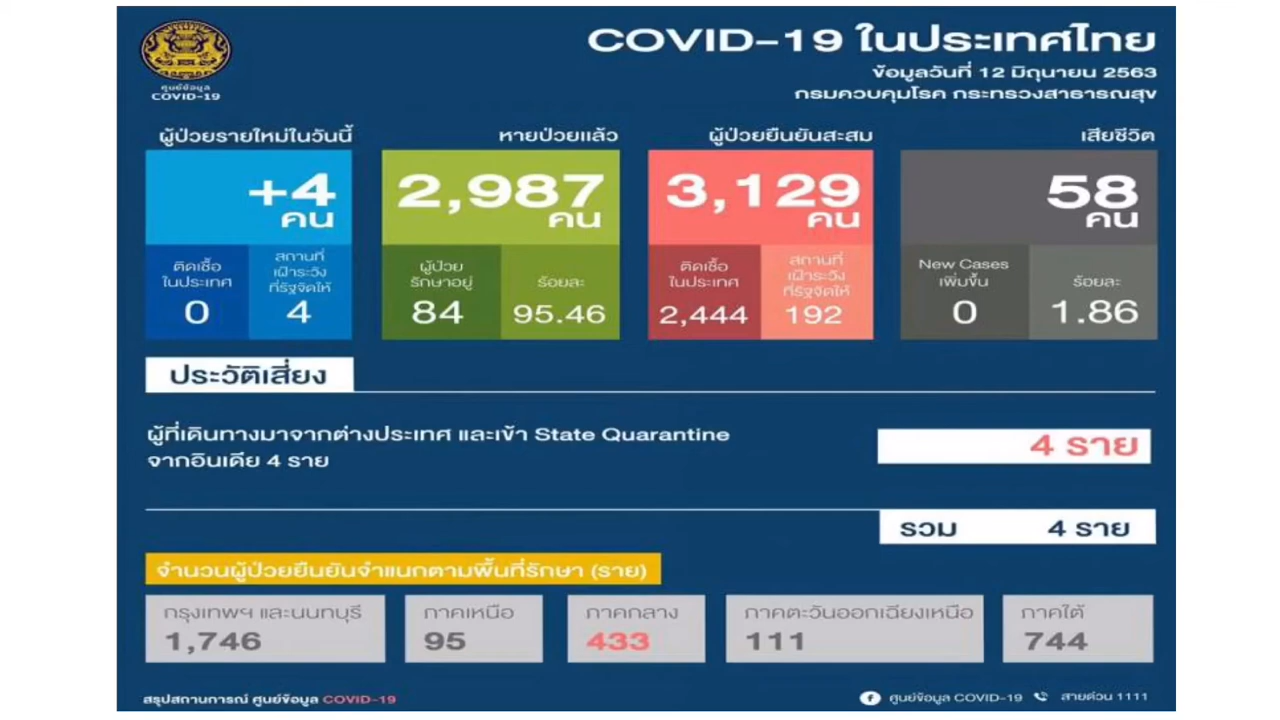 COVID-19 ในประเทศไทย
ข้อมูลวันที่ 12 มิถุนายน 2563
กรมควบคุมโรค กระทรวงสาธารณสุข
ศูนย์ข้อมูล
COVID-19
ผู้ป่วยรายใหม่ในวันนี้
+4
คน
ติดเชื้อ
ในประเทศ
0
สถานที่
เฝ้าระวัง
ที่รัฐจัดให้
4
หายป่วยแล้ว
2,987
คน
ผู้ป่วย
รักษาอยู่
84
ร้อยละ
95.46
ผู้ป่วยยืนยันสะสม
3,129
คน
ติดเชื้อ
ในประเทศ
2,444
สถานที่
เฝ้าระวัง
ที่รัฐจัดให้
192
เสียชีวิต
58
คน
New Cases
เพิ่มขึ้น
0
ร้อยละ
1.86
ประวัติเสี่ยง
ผู้ที่เดินทางมาจากต่างประเทศ และเข้า State Quarantine
จากอินเดีย 4 ราย
4 ราย
รวม 4 ราย
จำนวนผู้ป่วยยืนยันจำแนกตามพื้นที่รักษา (ราย)
กรุงเทพฯ และนนทบุรี
1,746
ภาคเหนือ
95
ภาคกลาง
433
ภาคตะวันออกเฉียงเหนือ
111
ภาคใต้
744
สรุปสถานการณ์ ศูนย์ข้อมูล COVID-19
ศูนย์ข้อมูล COVID-19 สายด่วน 1111